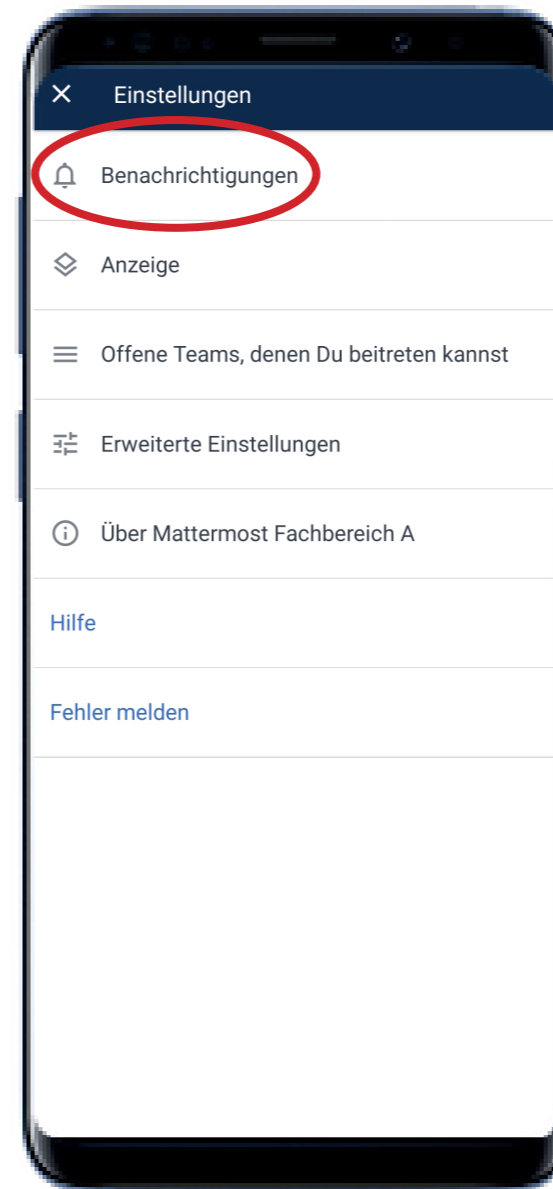 Einstellungen
Benachrichtigungen
Anzeige
Offene Teams, denen Du beitreten kannst
Erweiterte Einstellungen
Über Mattermost Fachbereich A
Hilfe
Fehler melden